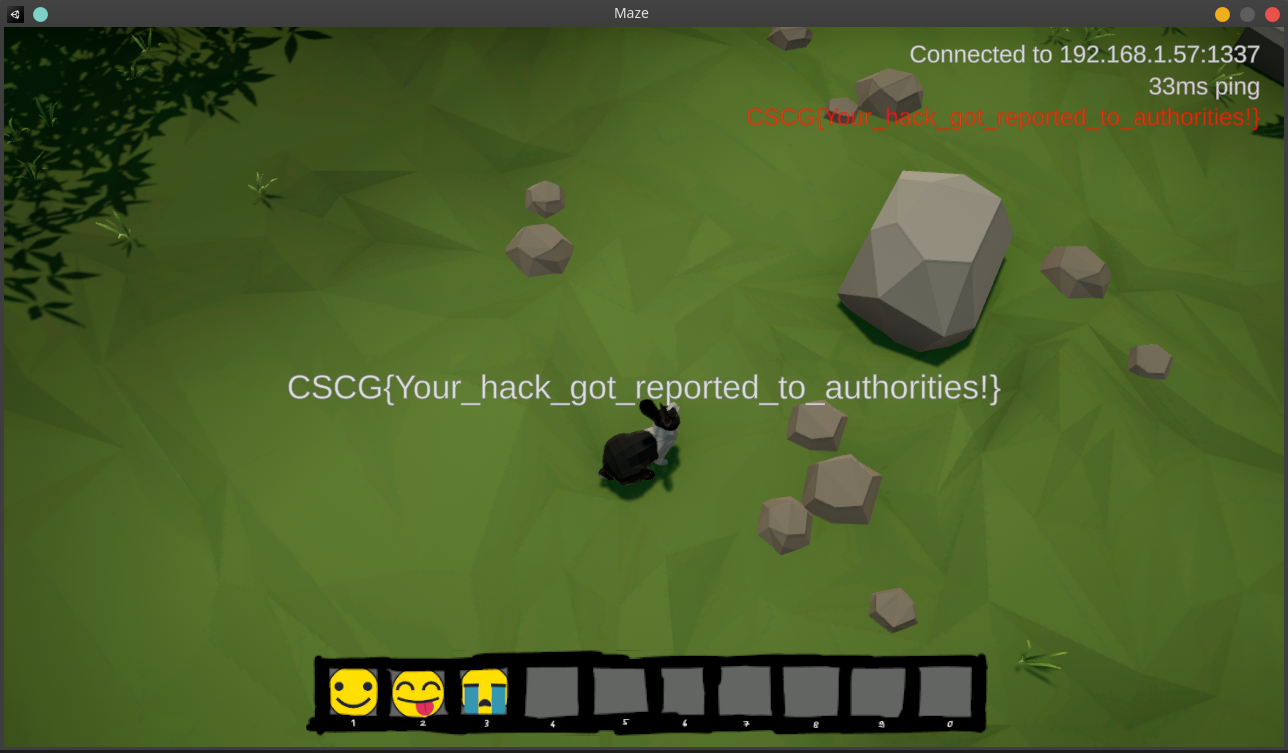 Maze
Connected to 192.168.1.57:1337
33ms ping
CSCG{Your_hack_got_reported_to_authorities!}
CSCG{Your_hack_got_reported_to_authorities!}
1 2 3 4 5 6 7 8 9 0